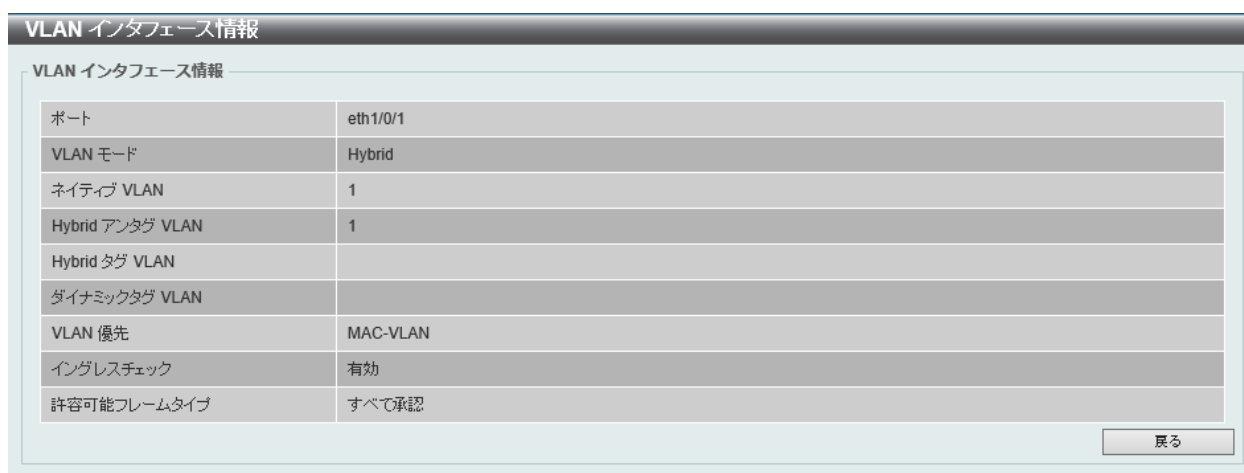 VLAN インタフェース情報
VLAN インタフェース情報
ポート eth1/0/1
VLAN モード Hybrid
ネイティブ VLAN 1
Hybrid アンタグ VLAN 1
Hybrid タグ VLAN
ダイナミックタグ VLAN
VLAN 優先 MAC-VLAN
イングレスチェック 有効
許容可能フレームタイプ すべて承認
戻る